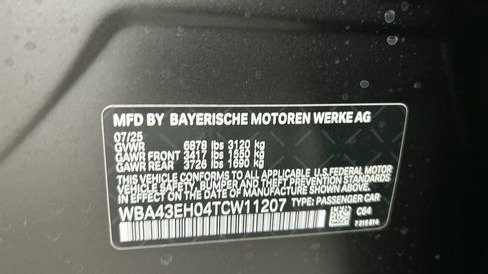 MFD BY BAYERISCHE MOTOREN WERKE AG
07/25
GVWR 6878 lbs 3120 kg
GAWR FRONT 3417 lbs 1550 kg
GAWR REAR 3726 lbs 1690 kg
THIS VEHICLE CONFORMS TO ALL APPLICABLE U.S. FEDERAL MOTOR
VEHICLE SAFETY, BUMPER, AND THEFT PREVENTION STANDARDS
IN EFFECT ON THE DATE OF MANUFACTURE SHOWN ABOVE.
WBA43EH04TCW11207 TYPE: PASSENGER CAR
C6A